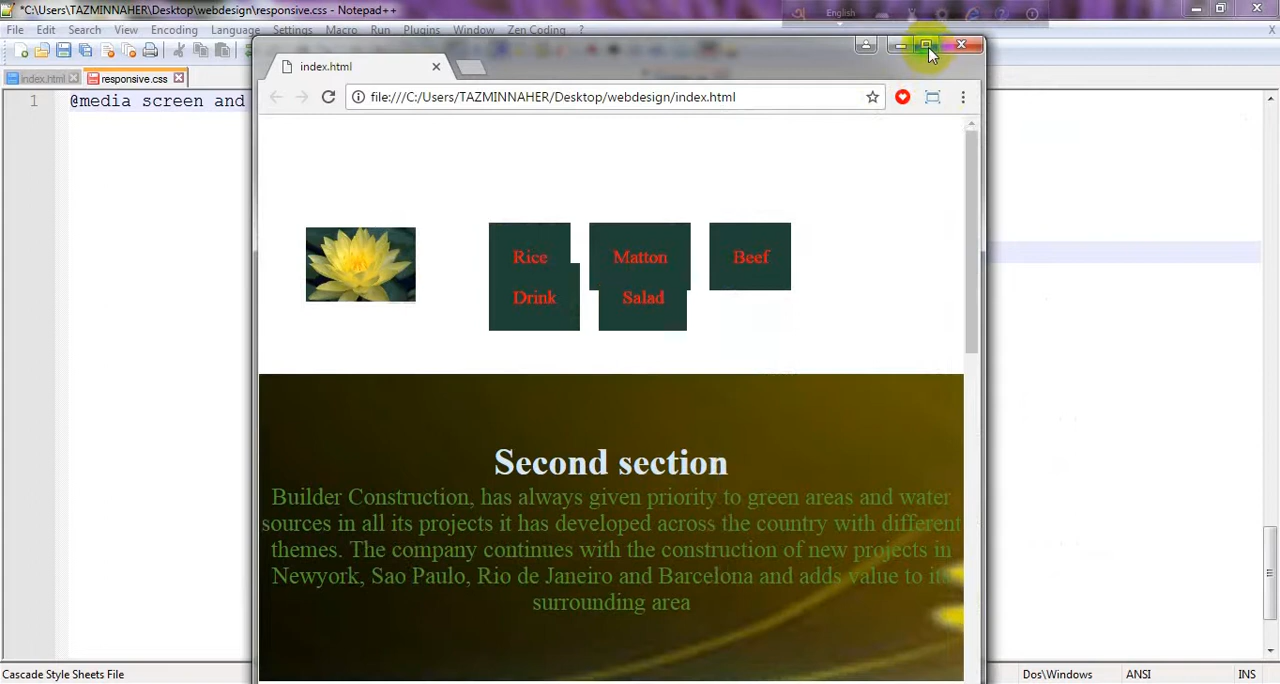 *C:\Users\TAZMINNAHER\Desktop\webdesign\responsive.css - Notepad++
English
File Edit Search View Encoding Language Settings Macro Run Plugins Window Zen Coding ? X
index.html responsive.css
1 @media screen and
index.html
file:///C:/Users/TAZMINNAHER/Desktop/webdesign/index.html
Rice Matton Beef
Drink Salad
Second section
Builder Construction, has always given priority to green areas and water
sources in all its projects it has developed across the country with different
themes. The company continues with the construction of new projects in
Newyork, Sao Paulo, Rio de Janeiro and Barcelona and adds value to its
surrounding area
Cascade Style Sheets File Dos\Windows ANSI INS